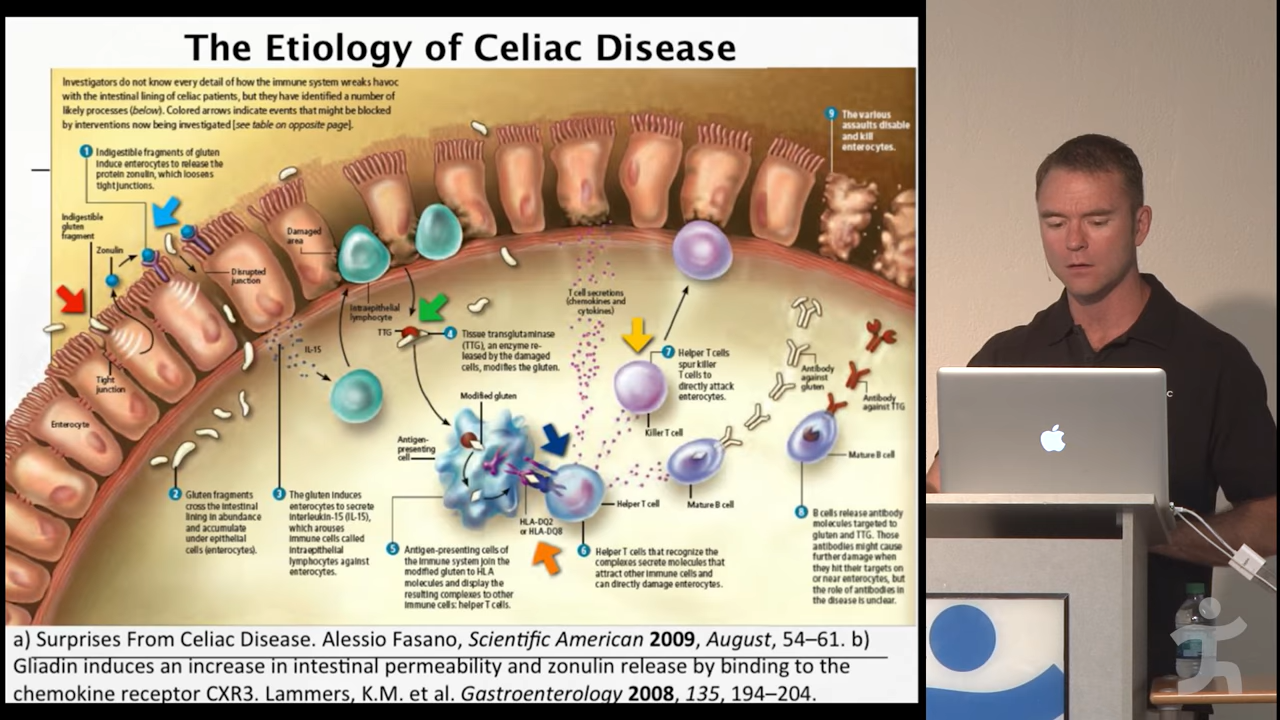 The Etiology of Celiac Disease
Investigators do not know every detail of how the immune system wreaks havoc
with the intestinal lining of celiac patients, but they have identified a number of
likely processes (below). Colored arrows indicate events that might be blocked
by interventions now being investigated [see table on opposite page].
1 Indigestible fragments of gluten
induce enterocytes to release the
protein zonulin, which loosens
tight junctions.
9 The various
assaults disable
and kill
enterocytes.
Indigestible
gluten
fragment
Zonulin
Damaged
area
Disrupted
junction
Intraepithelial
lymphocyte
TTG
4 Tissue transglutaminase
(TTG), an enzyme re-
leased by the damaged
cells, modifies the gluten.
T cell secretions
(chemokines and
cytokines)
7 Helper T cells
spur killer
T cells to
directly attack
enterocytes.
IL-15
Tight
junction
Enterocyte
Modified gluten
Antigen-
presenting
cell
Killer T cell
Antibody
against
gluten
Antibody
against TTG
Mature B cell
Mature B cell
Helper T cell
HLA-DQ2
or HLA-DQ8
2 Gluten fragments
cross the intestinal
lining in abundance
and accumulate
under epithelial
cells (enterocytes).
3 The gluten induces
enterocytes to secrete
interleukin-15 (IL-15),
which arouses
immune cells called
intraepithelial
lymphocytes against
enterocytes.
5 Antigen-presenting cells of
the immune system join the
modified gluten to HLA
molecules and display the
resulting complexes to other
immune cells: helper T cells.
6 Helper T cells that recognize the
complexes secrete molecules that
attract other immune cells and
can directly damage enterocytes.
8 B cells release antibody
molecules targeted to
gluten and TTG. Those
antibodies might cause
further damage when
they hit their targets on
or near enterocytes, but
the role of antibodies in
the disease is unclear.
a) Surprises From Celiac Disease. Alessio Fasano, Scientific American 2009, August, 54–61. b)
Gliadin induces an increase in intestinal permeability and zonulin release by binding to the
chemokine receptor CXR3. Lammers, K.M. et al. Gastroenterology 2008, 135, 194–204.
C